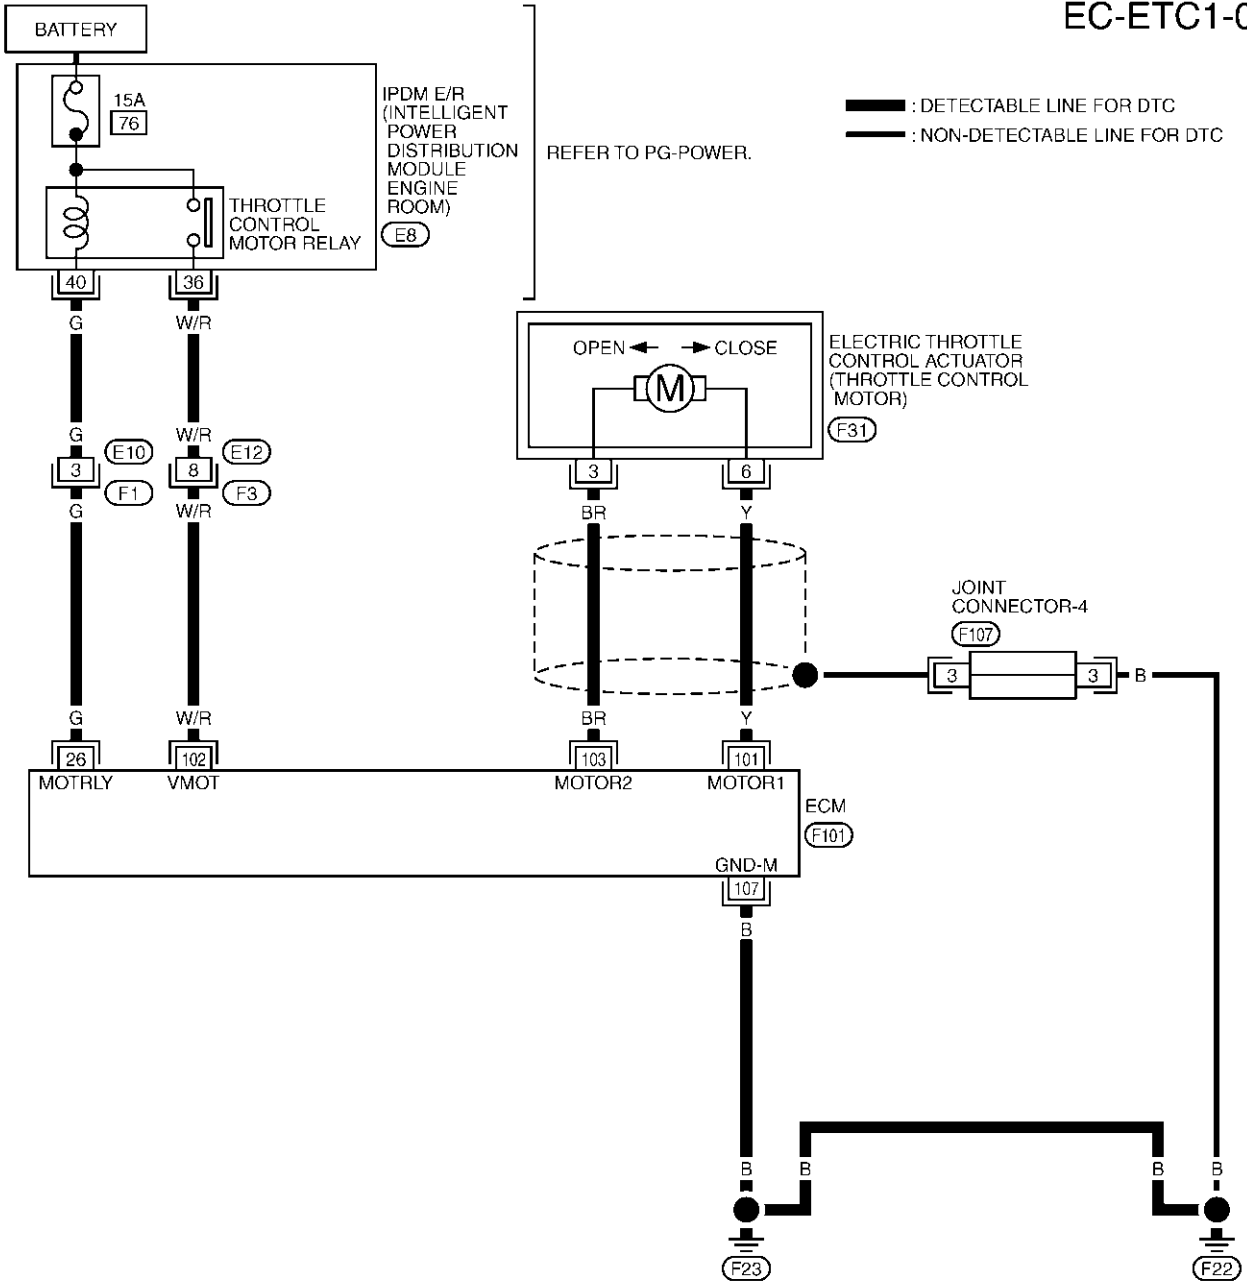 EC-ETC1-0
BATTERY
15A
76
IPDM E/R
(INTELLIGENT
POWER
DISTRIBUTION
MODULE
ENGINE
ROOM)
E8
REFER TO PG-POWER.
: DETECTABLE LINE FOR DTC
: NON-DETECTABLE LINE FOR DTC
THROTTLE
CONTROL
MOTOR RELAY
40
36
G
W/R
OPEN
CLOSE
M
ELECTRIC THROTTLE
CONTROL ACTUATOR
(THROTTLE CONTROL
MOTOR)
F31
G
W/R
3
E10
F1
8
E12
F3
3
6
G
W/R
BR
Y
JOINT
CONNECTOR-4
F107
3
3
B
G
W/R
BR
Y
26
102
103
101
MOTRLY
VMOT
MOTOR2
MOTOR1
ECM
F101
GND-M
107
B
B
B
B
B
F23
F22